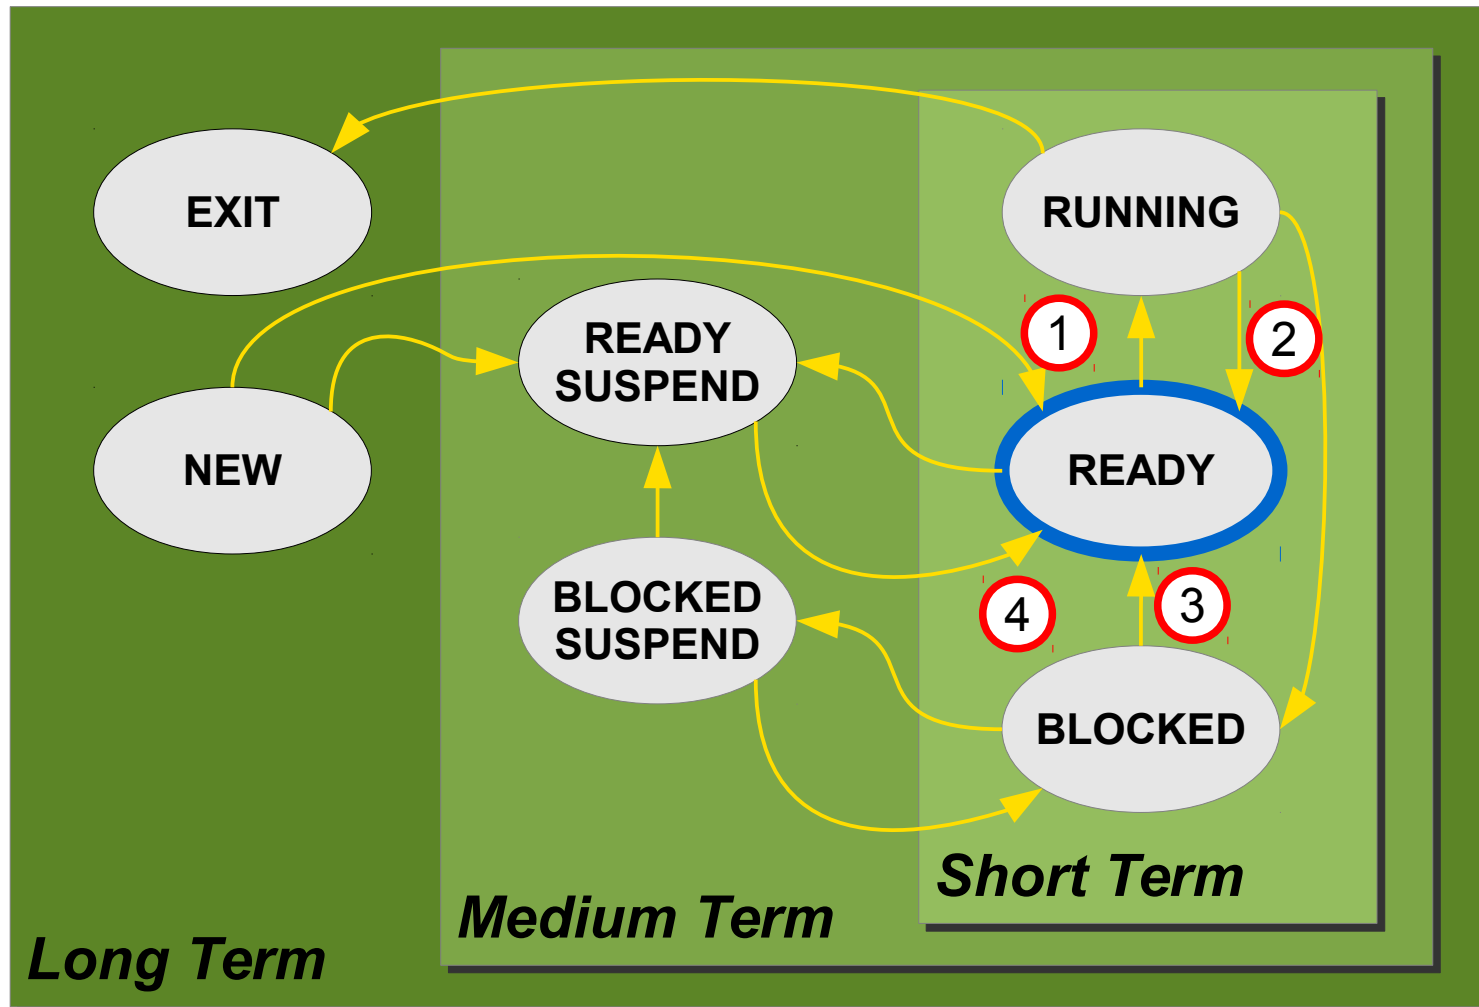 EXIT
RUNNING
READY
SUSPEND
1
2
NEW
READY
BLOCKED
SUSPEND
4
3
BLOCKED
Short Term
Medium Term
Long Term